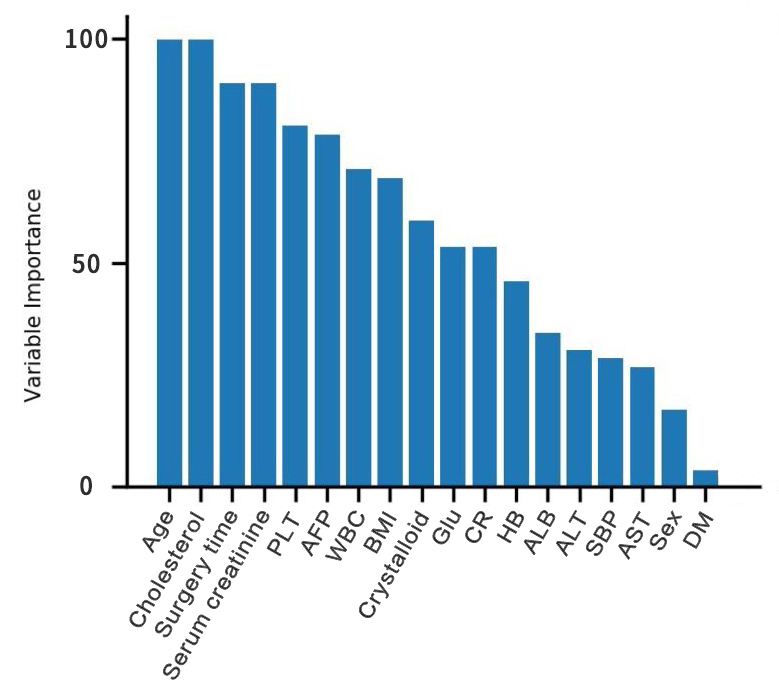 100
50
0
Variable Importance
Age
Cholesterol
Surgery time
Serum creatinine
PLT
AFP
WBC
BMI
Crystalloid
Glu
CR
HB
ALB
ALT
SBP
AST
Sex
DM